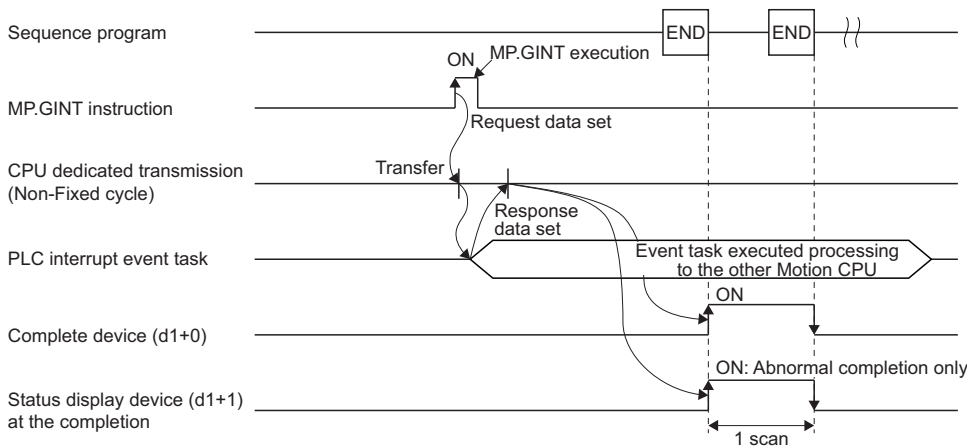 Sequence program
END
END
ON
MP.GINT execution
MP.GINT instruction
Request data set
CPU dedicated transmission
(Non-Fixed cycle)
Transfer
Response
data set
PLC interrupt event task
Event task executed processing
to the other Motion CPU
ON
Complete device (d1+0)
ON: Abnormal completion only
Status display device (d1+1)
at the completion
1 scan